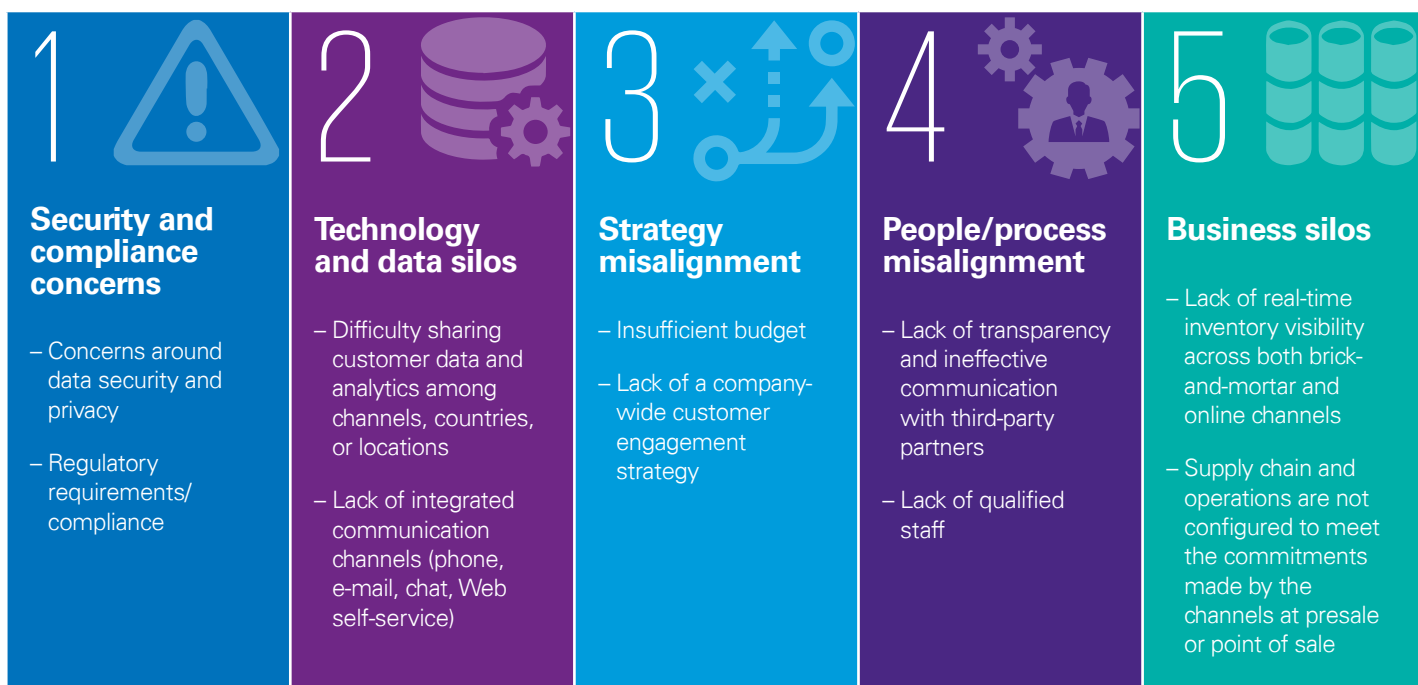 1
Security and
compliance
concerns
– Concerns around
data security and
privacy
– Regulatory
requirements/
compliance
2
Technology
and data silos
– Difficulty sharing
customer data and
analytics among
channels, countries,
or locations
– Lack of integrated
communication
channels (phone,
e-mail, chat, Web
self-service)
3
Strategy
misalignment
– Insufficient budget
– Lack of a company-
wide customer
engagement
strategy
4
People/process
misalignment
– Lack of transparency
and ineffective
communication
with third-party
partners
– Lack of qualified
staff
5
Business silos
– Lack of real-time
inventory visibility
across both brick-
and-mortar and
online channels
– Supply chain and
operations are not
configured to meet
the commitments
made by the
channels at presale
or point of sale